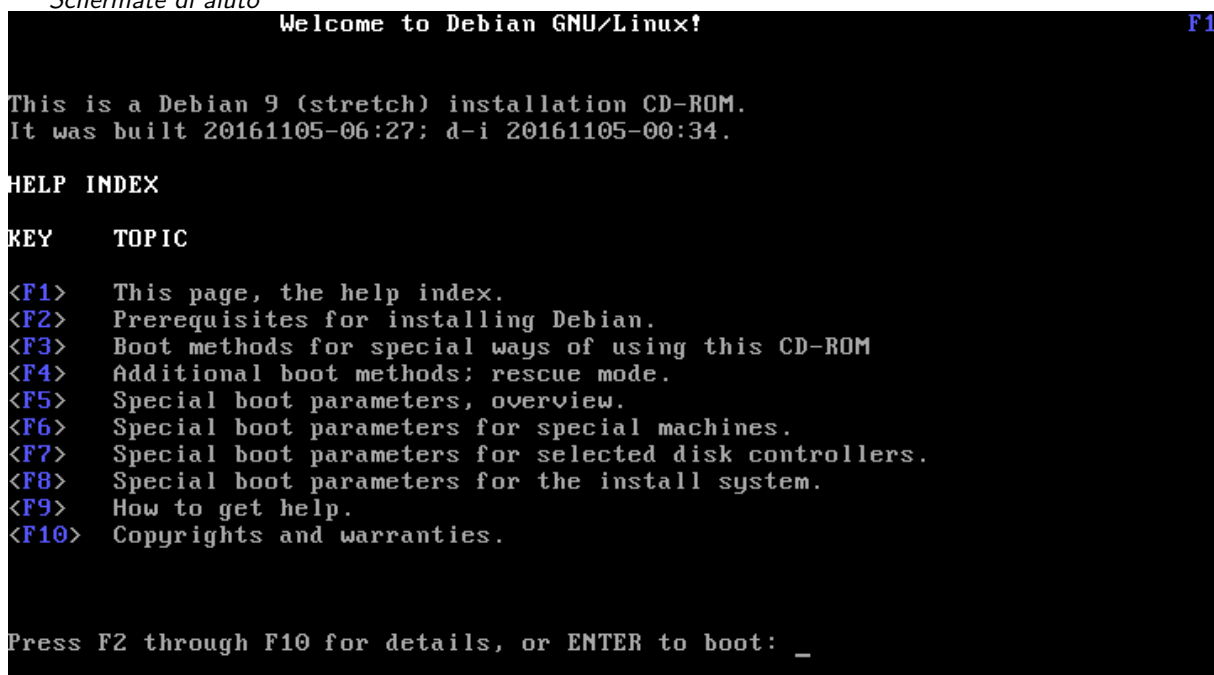 Schermate di aiuto
Welcome to Debian GNU/Linux! F1
This is a Debian 9 (stretch) installation CD-ROM.
It was built 20161105-06:27; d-i 20161105-00:34.
HELP INDEX
KEY TOPIC
<F1> This page, the help index.
<F2> Prerequisites for installing Debian.
<F3> Boot methods for special ways of using this CD-ROM
<F4> Additional boot methods; rescue mode.
<F5> Special boot parameters, overview.
<F6> Special boot parameters for special machines.
<F7> Special boot parameters for selected disk controllers.
<F8> Special boot parameters for the install system.
<F9> How to get help.
<F10> Copyrights and warranties.
Press F2 through F10 for details, or ENTER to boot: _